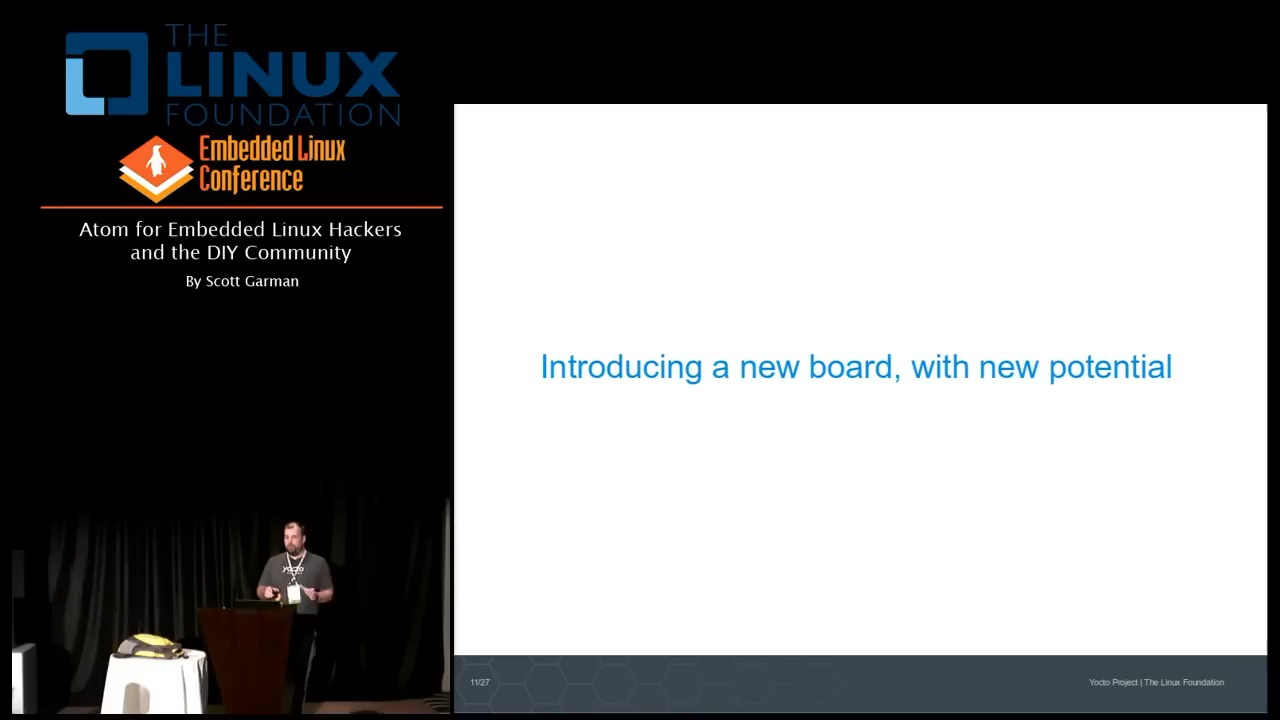 THE
LINUX
FOUNDATION
Embedded Linux
Conference
Atom for Embedded Linux Hackers
and the DIY Community
By Scott Garman
Introducing a new board, with new potential
yocto
11/27
Yocto Project | The Linux Foundation